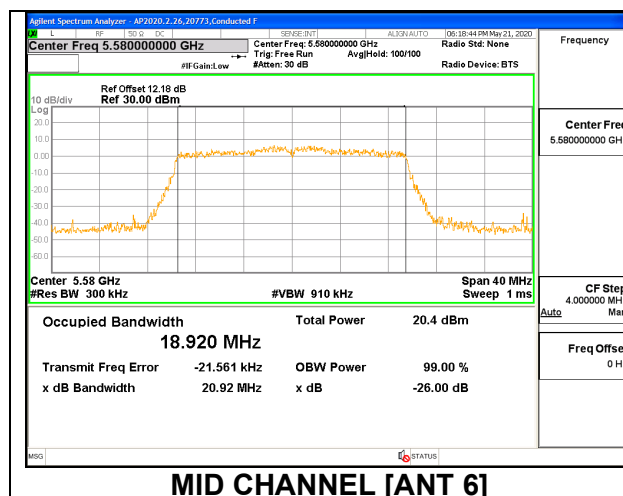 Agilent Spectrum Analyzer - AP2020.2.26,20773,Conducted F
L RF 50 Ω DC SENSE:INT ALIGN AUTO 06:18:44 PM May 21, 2020
Center Freq 5.580000000 GHz
Center Freq: 5.580000000 GHz
Radio Std: None
Trig: Free Run Avg|Hold: 100/100
#IFGain:Low #Atten: 30 dB Radio Device: BTS
Frequency
Ref Offset 12.18 dB
10 dB/div Ref 30.00 dBm
Log
20.0
10.0
0.00
-10.0
-20.0
-30.0
-40.0
-50.0
-60.0
Center Fre
5.580000000 GH
Center 5.58 GHz Span 40 MHz
#Res BW 300 kHz #VBW 910 kHz Sweep 1 ms
CF Step
4.000000 MH
Auto Ma
Occupied Bandwidth Total Power 20.4 dBm
18.920 MHz
Transmit Freq Error -21.561 kHz OBW Power 99.00 %
x dB Bandwidth 20.92 MHz x dB -26.00 dB
Freq Offse
0 H
MSG STATUS
MID CHANNEL [ANT 6]